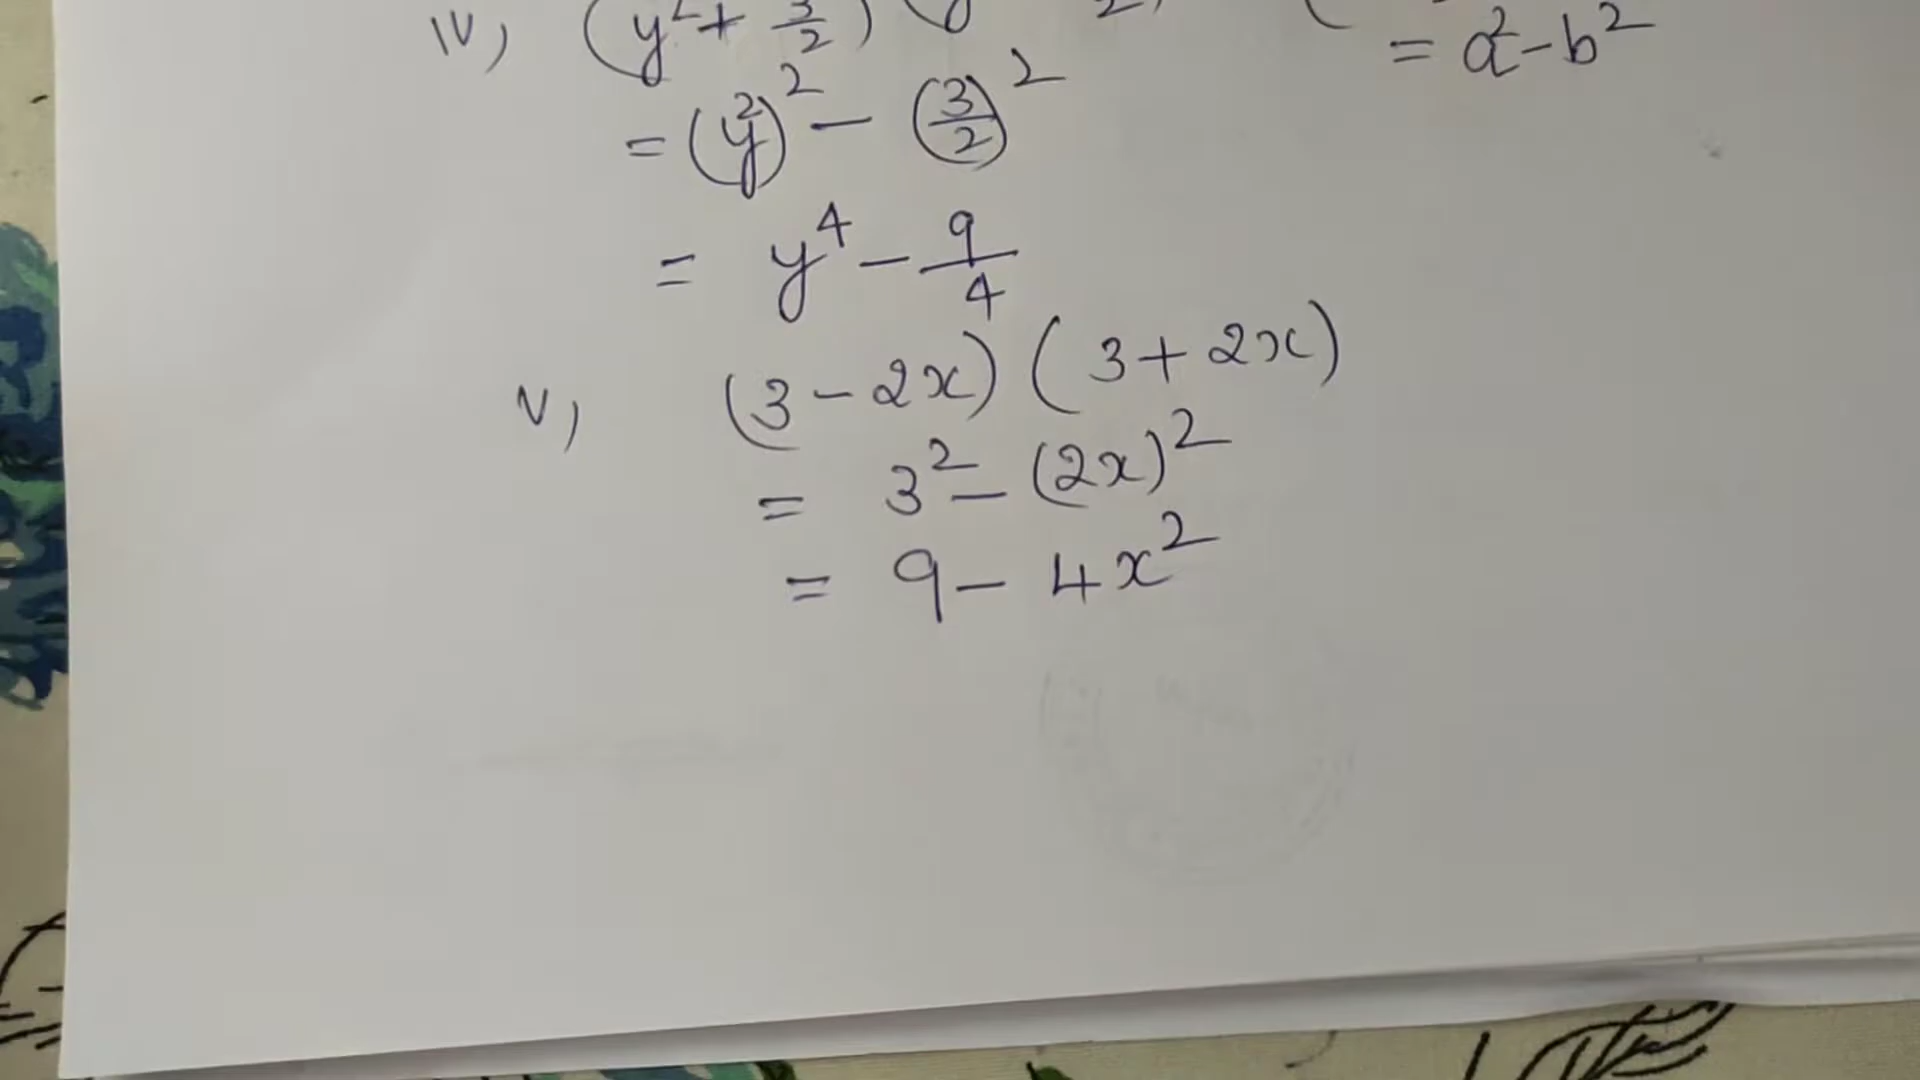 iv) (y² + 3/2)
= a² - b²
= (y²)² - (3/2)²
= y⁴ - 9/4
v) (3 - 2x) (3 + 2x)
= 3² - (2x)²
= 9 - 4x²